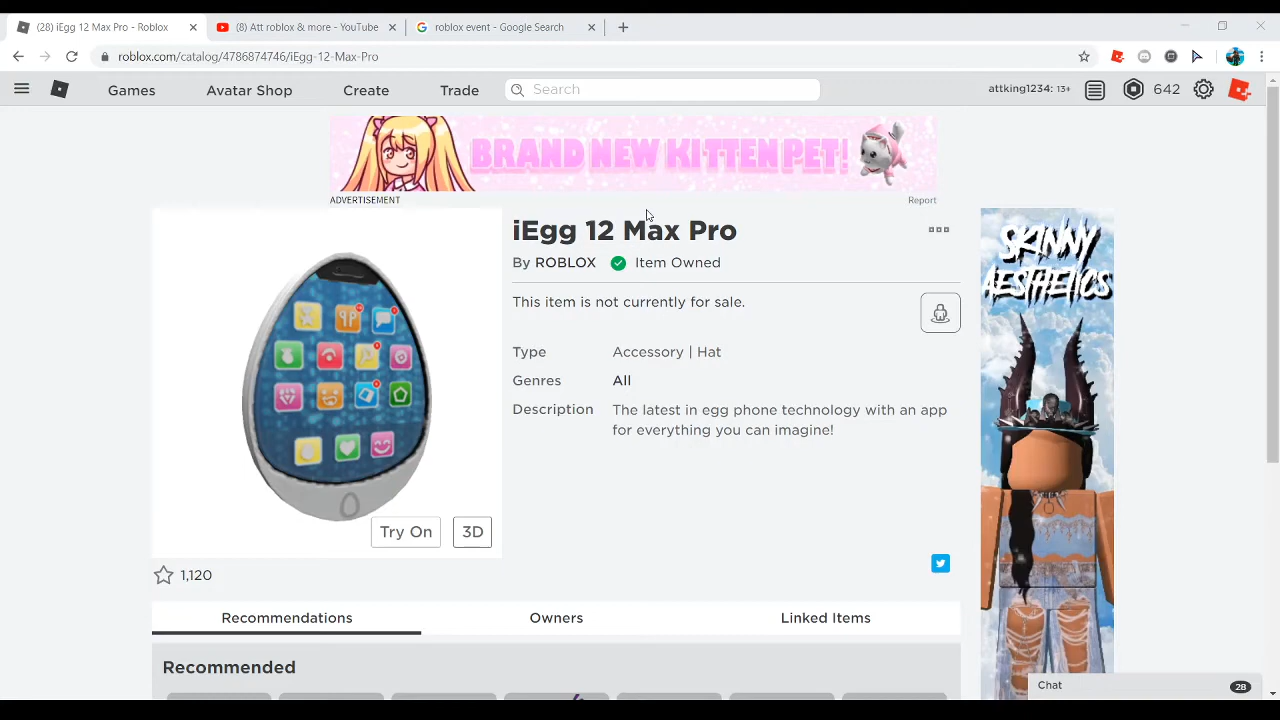 (28) iEgg 12 Max Pro - Roblox
(8) Att roblox & more - YouTube
roblox event - Google Search
roblox.com/catalog/4786874746/iEgg-12-Max-Pro
Games
Avatar Shop
Create
Trade
Search
attking1234: 13+
642
BRAND NEW KITTEN PET!
ADVERTISEMENT
Report
iEgg 12 Max Pro
By ROBLOX
Item Owned
This item is not currently for sale.
Type
Accessory | Hat
Genres
All
Description
The latest in egg phone technology with an app
for everything you can imagine!
SKINNY
AESTHETICS
Try On
3D
1,120
Recommendations
Owners
Linked Items
Recommended
Chat
28